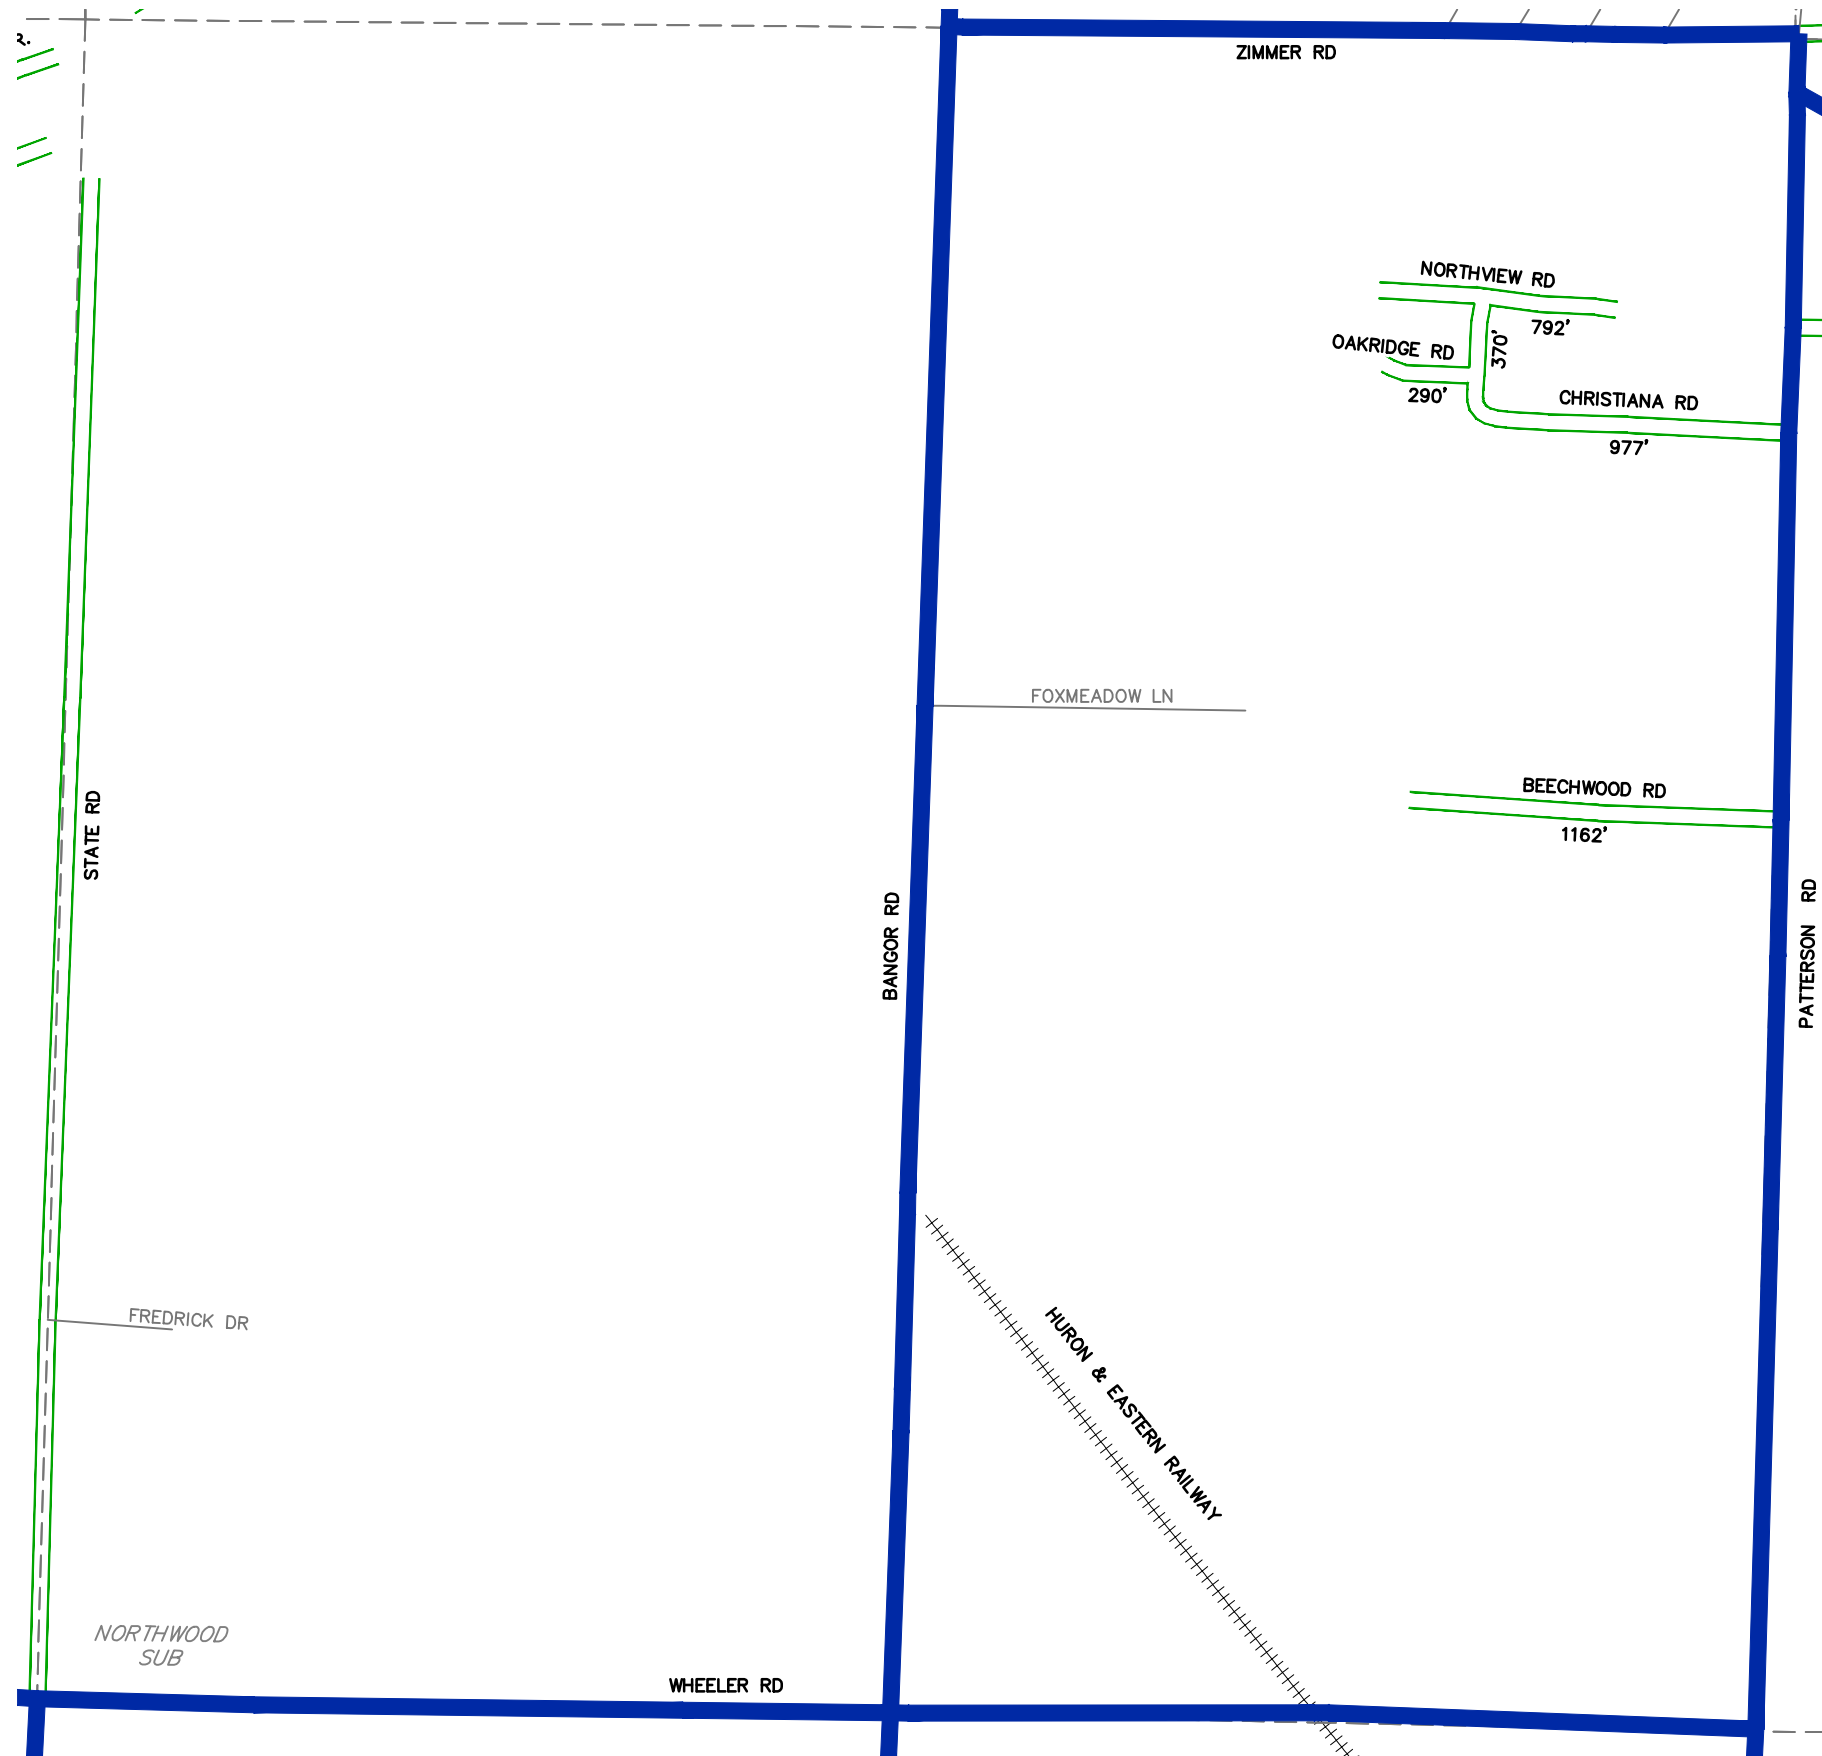 ZIMMER RD
NORTHVIEW RD
792'
370'
OAKRIDGE RD
290'
CHRISTIANA RD
977'
FOXMEADOW LN
BEECHWOOD RD
1162'
STATE RD
BANGOR RD
PATTERSON RD
FREDRICK DR
HURON & EASTERN RAILWAY
NORTHWOOD
SUB
WHEELER RD